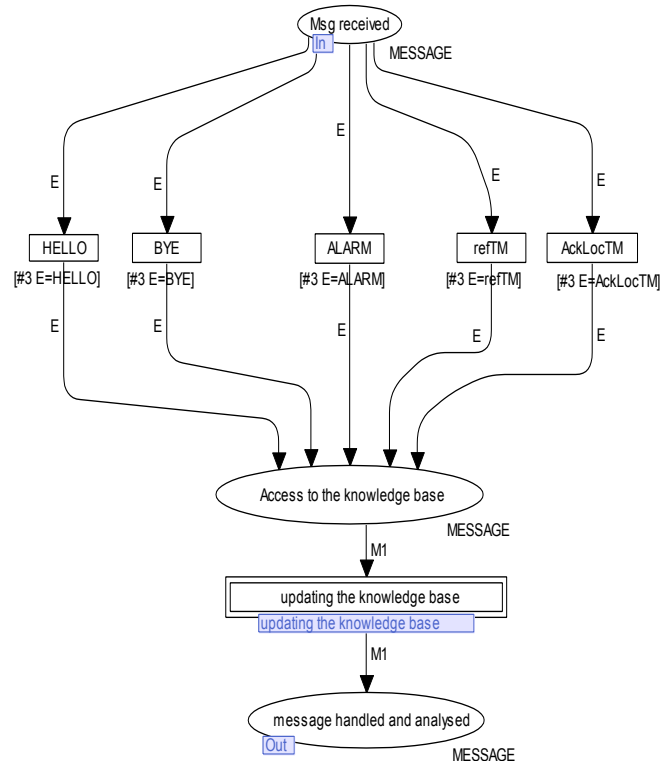 Msg received
In
MESSAGE
E
E
E
E
E
HELLO
BYE
ALARM
refTM
AckLocTM
[#3 E=HELLO]
[#3 E=BYE]
[#3 E=ALARM]
[#3 E=refTM]
[#3 E=AckLocTM]
E
E
E
E
E
Access to the knowledge base
MESSAGE
M1
updating the knowledge base
updating the knowledge base
M1
message handled and analysed
Out
MESSAGE